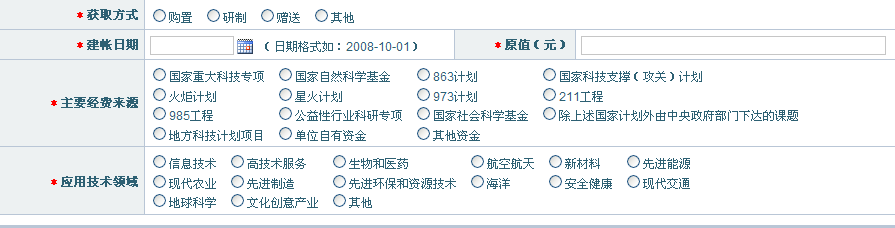 * 获取方式 购置 研制 赠送 其他
* 建帐日期 （日期格式如：2008-10-01） * 原值（元）
* 主要经费来源
国家重大科技专项 国家自然科学基金 863计划 国家科技支撑（攻关）计划
火炬计划 星火计划 973计划 211工程
985工程 公益性行业科研专项 国家社会科学基金 除上述国家计划外由中央政府部门下达的课题
地方科技计划项目 单位自有资金 其他资金
* 应用技术领域
信息技术 高技术服务 生物和医药 航空航天 新材料 先进能源
现代农业 先进制造 先进环保和资源技术 海洋 安全健康 现代交通
地球科学 文化创意产业 其他